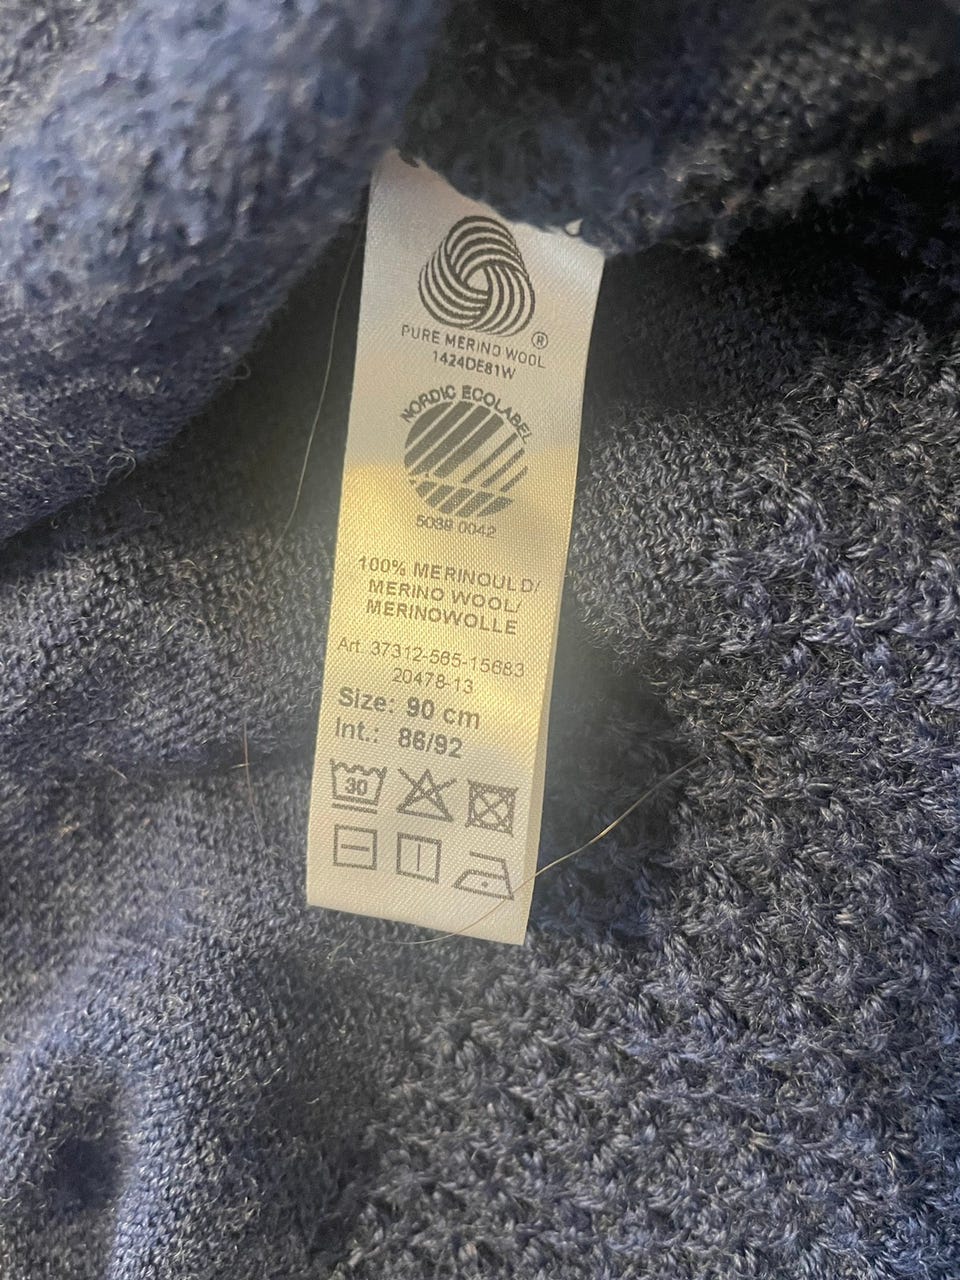 PURE MERINO WOOL ®
1424DE81W
NORDIC ECOLABEL
5039 0042
100% MERINOULD/
MERINO WOOL/
MERINOWOLLE
Art. 37312-565-15683
20478-13
Size: 90 cm
Int.: 86/92
30